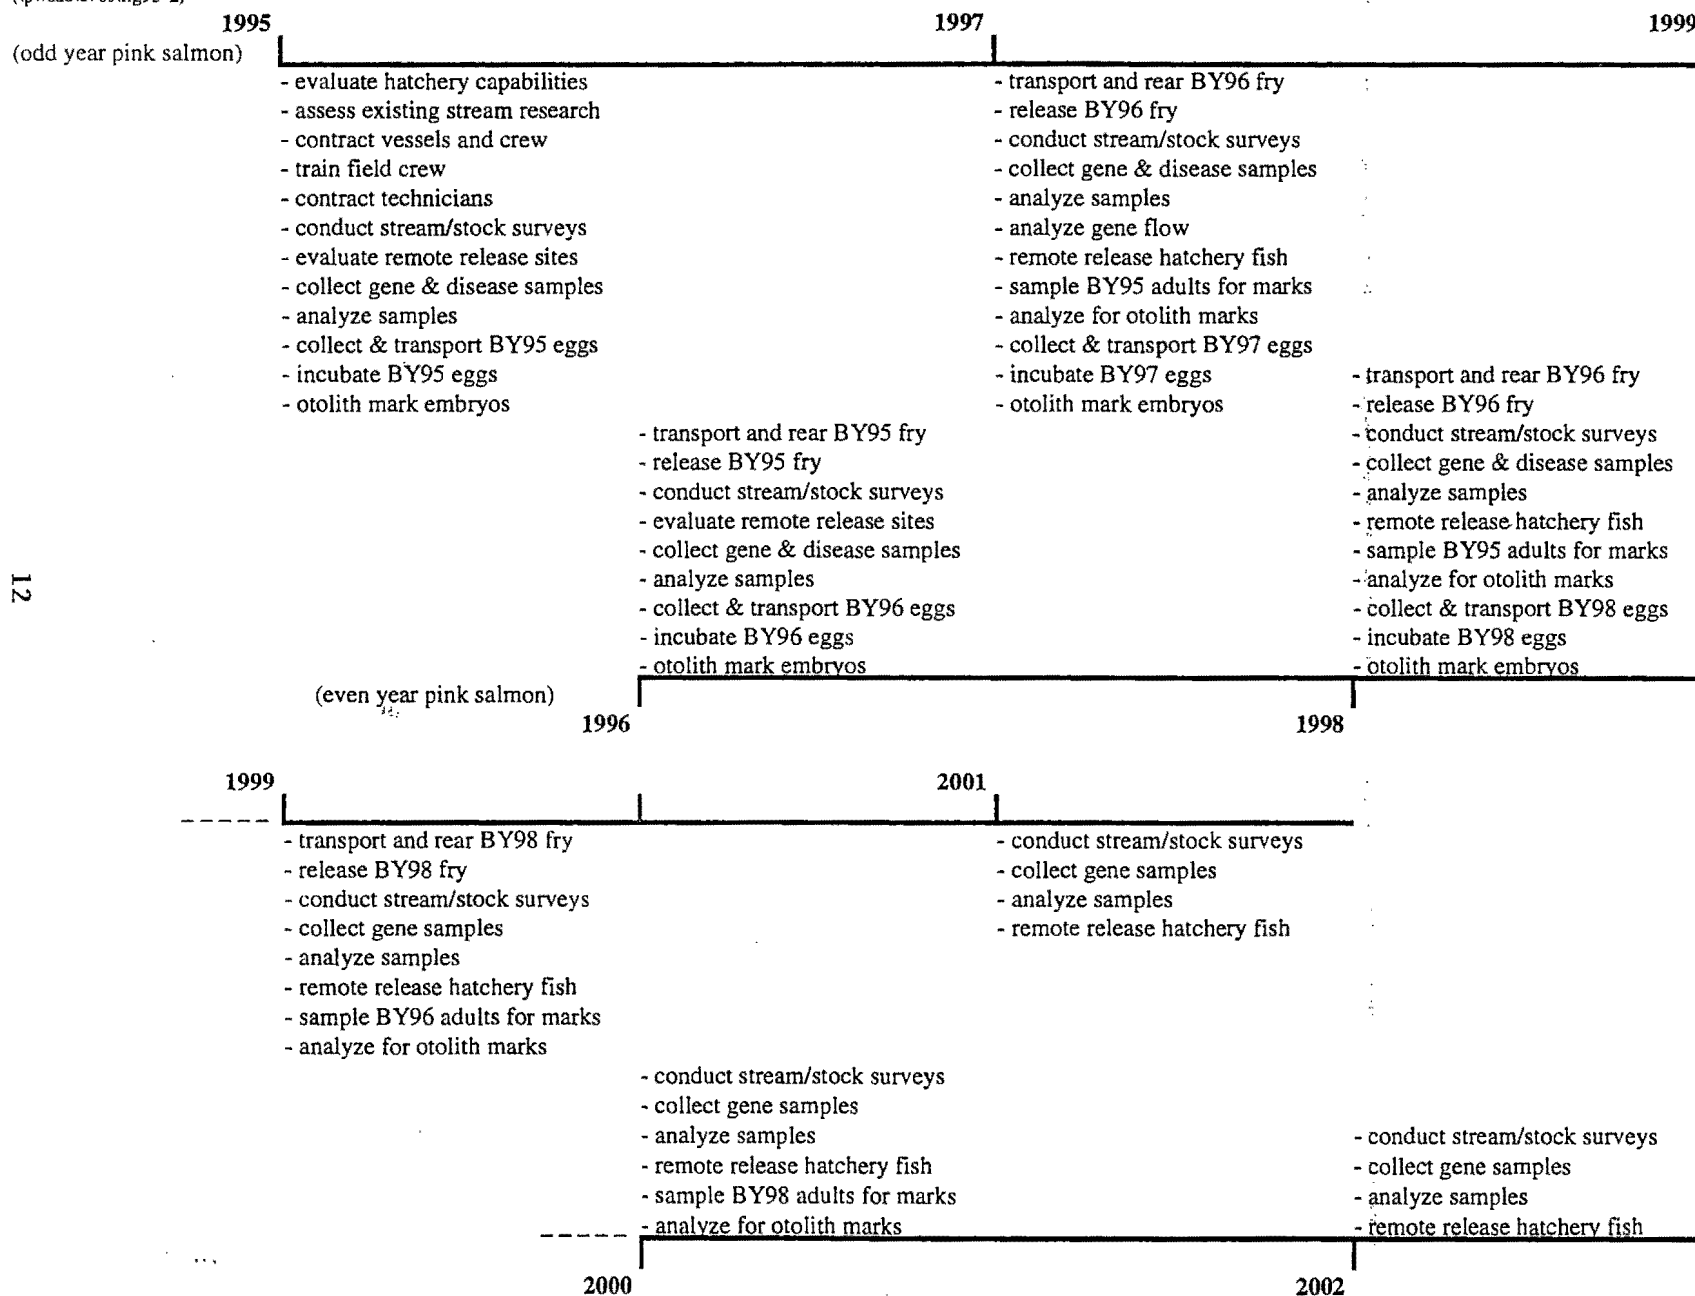 1995
1997
1999
(odd year pink salmon)
- evaluate hatchery capabilities
- assess existing stream research
- contract vessels and crew
- train field crew
- contract technicians
- conduct stream/stock surveys
- evaluate remote release sites
- collect gene & disease samples
- analyze samples
- collect & transport BY95 eggs
- incubate BY95 eggs
- otolith mark embryos
- transport and rear BY96 fry
- release BY96 fry
- conduct stream/stock surveys
- collect gene & disease samples
- analyze samples
- analyze gene flow
- remote release hatchery fish
- sample BY95 adults for marks
- analyze for otolith marks
- collect & transport BY97 eggs
- incubate BY97 eggs
- otolith mark embryos
- transport and rear BY95 fry
- release BY95 fry
- conduct stream/stock surveys
- evaluate remote release sites
- collect gene & disease samples
- analyze samples
- collect & transport BY96 eggs
- incubate BY96 eggs
- otolith mark embryos
- transport and rear BY96 fry
- release BY96 fry
- conduct stream/stock surveys
- collect gene & disease samples
- analyze samples
- remote release hatchery fish
- sample BY95 adults for marks
- analyze for otolith marks
- collect & transport BY98 eggs
- incubate BY98 eggs
- otolith mark embryos
12
(even year pink salmon)
1996
1998
1999
2001
- transport and rear BY98 fry
- release BY98 fry
- conduct stream/stock surveys
- collect gene samples
- analyze samples
- remote release hatchery fish
- sample BY96 adults for marks
- analyze for otolith marks
- conduct stream/stock surveys
- collect gene samples
- analyze samples
- remote release hatchery fish
- conduct stream/stock surveys
- collect gene samples
- analyze samples
- remote release hatchery fish
- sample BY98 adults for marks
- analyze for otolith marks
- conduct stream/stock surveys
- collect gene samples
- analyze samples
- remote release hatchery fish
2000
2002